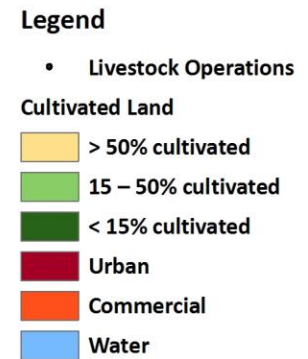 Legend
• Livestock Operations
Cultivated Land
> 50% cultivated
15 – 50% cultivated
< 15% cultivated
Urban
Commercial
Water